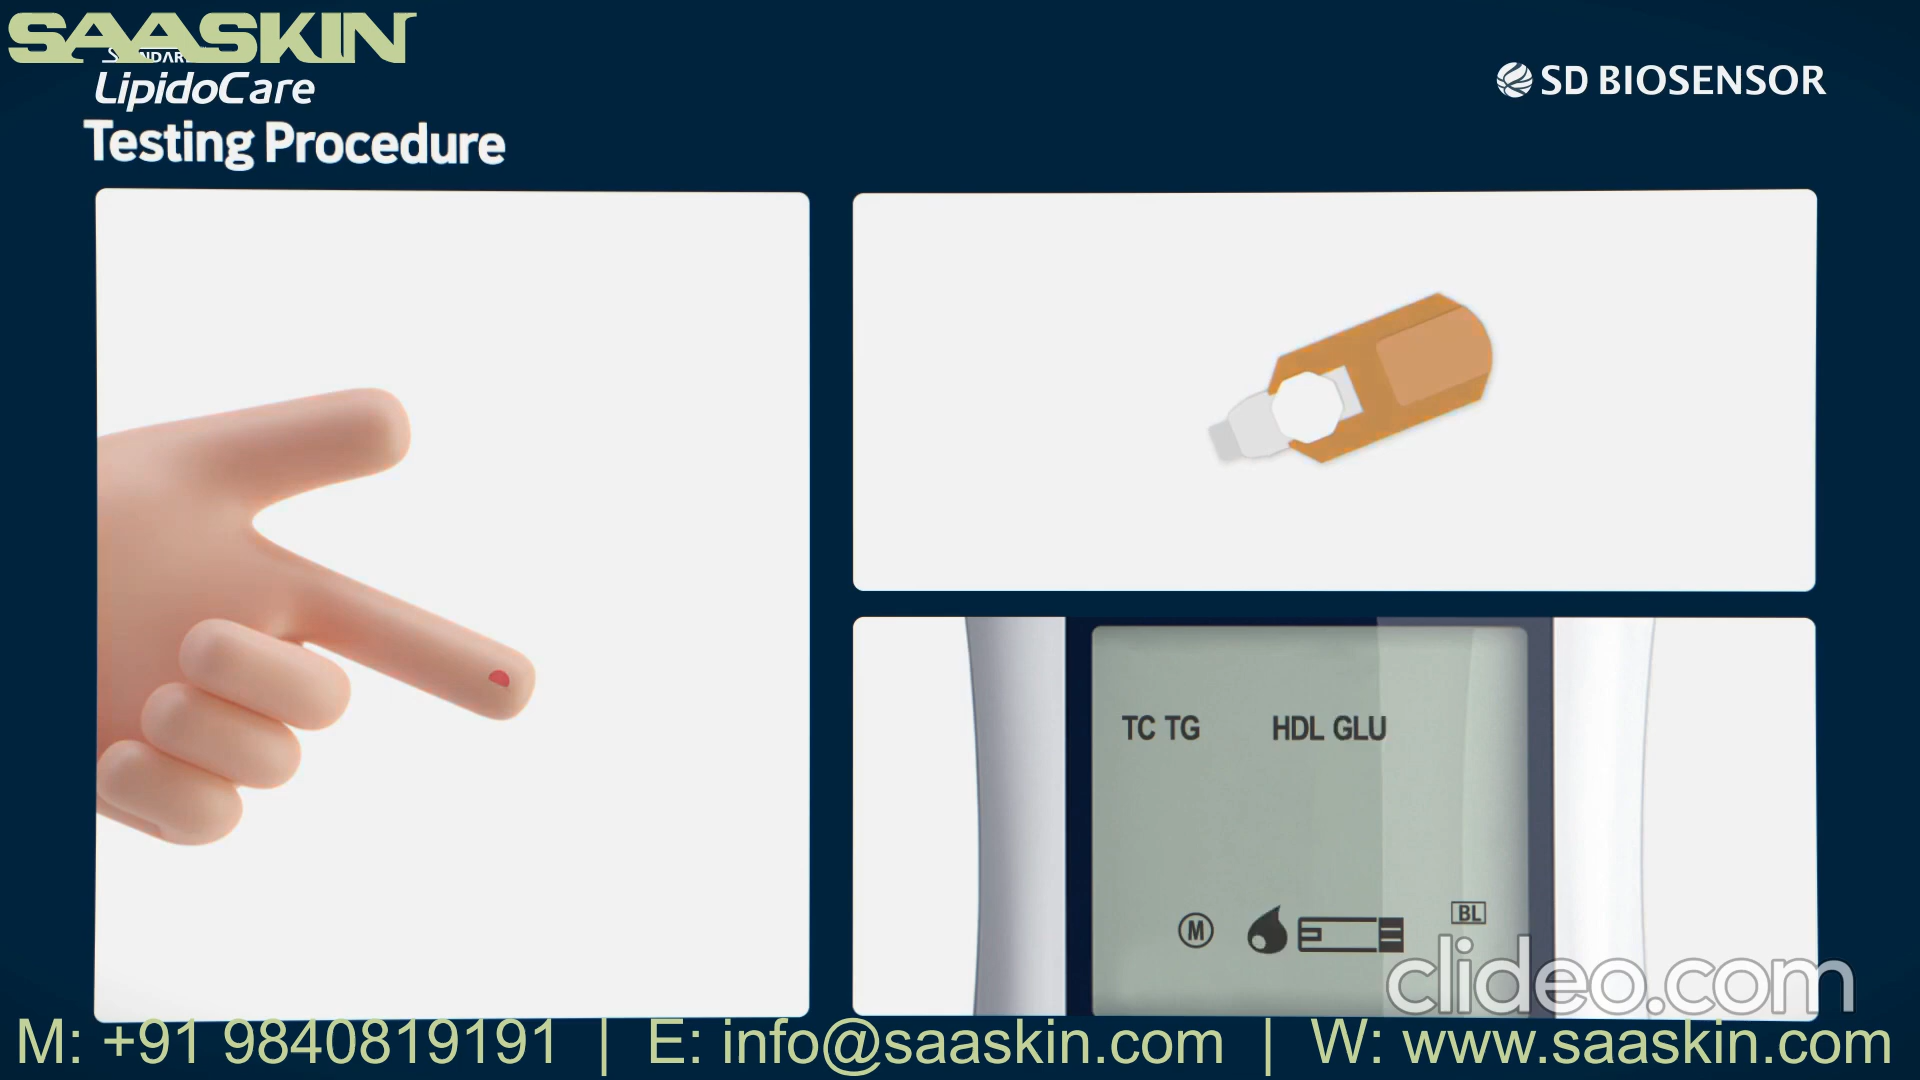 SAASKIN
LipidoCare
Testing Procedure
SD BIOSENSOR
TC TG HDL GLU
M
BL
clideo.com
M: +91 9840819191 | E: info@saaskin.com | W: www.saaskin.com